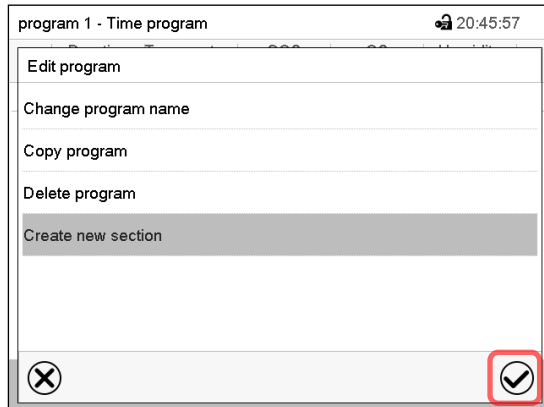 program 1 - Time program 20:45:57
Edit program
Change program name
Copy program
Delete program
Create new section